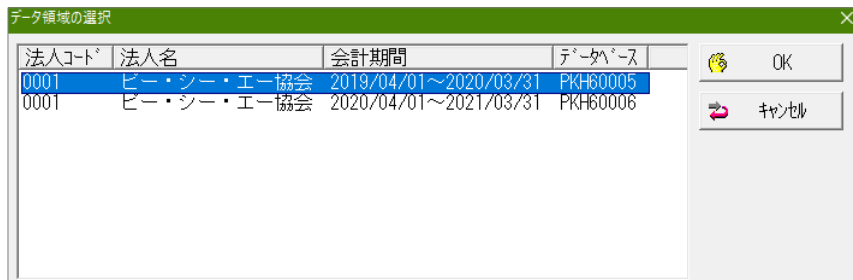 データ領域の選択
法人ｺｰﾄﾞ 法人名 会計期間 ﾃﾞｰﾀﾍﾞｰｽ
0001 ビー・シー・エー協会 2019/04/01～2020/03/31 PKH60005
0001 ビー・シー・エー協会 2020/04/01～2021/03/31 PKH60006
OK
ｷｬﾝｾﾙ